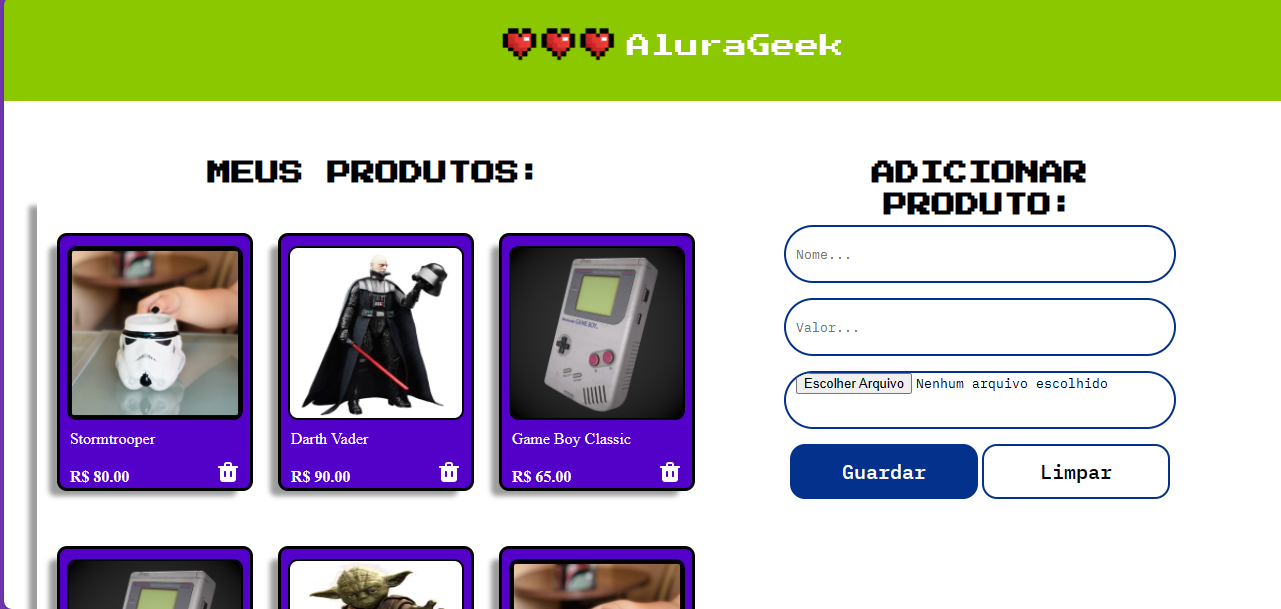 AluraGeek
MEUS PRODUTOS:
Stormtrooper
R$ 80.00
Darth Vader
R$ 90.00
Game Boy Classic
R$ 65.00
ADICIONAR
PRODUTO:
Nome...
Valor...
Escolher Arquivo Nenhum arquivo escolhido
Guardar
Limpar